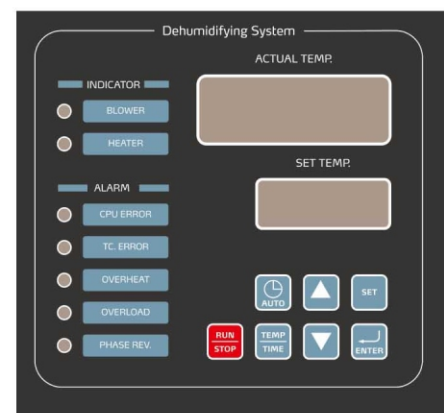 Dehumidifying System
ACTUAL TEMP.
INDICATOR
BLOWER
HEATER
SET TEMP.
ALARM
CPU ERROR
TC. ERROR
OVERHEAT
OVERLOAD
PHASE REV.
AUTO
SET
RUN
STOP
TEMP
TIME
ENTER